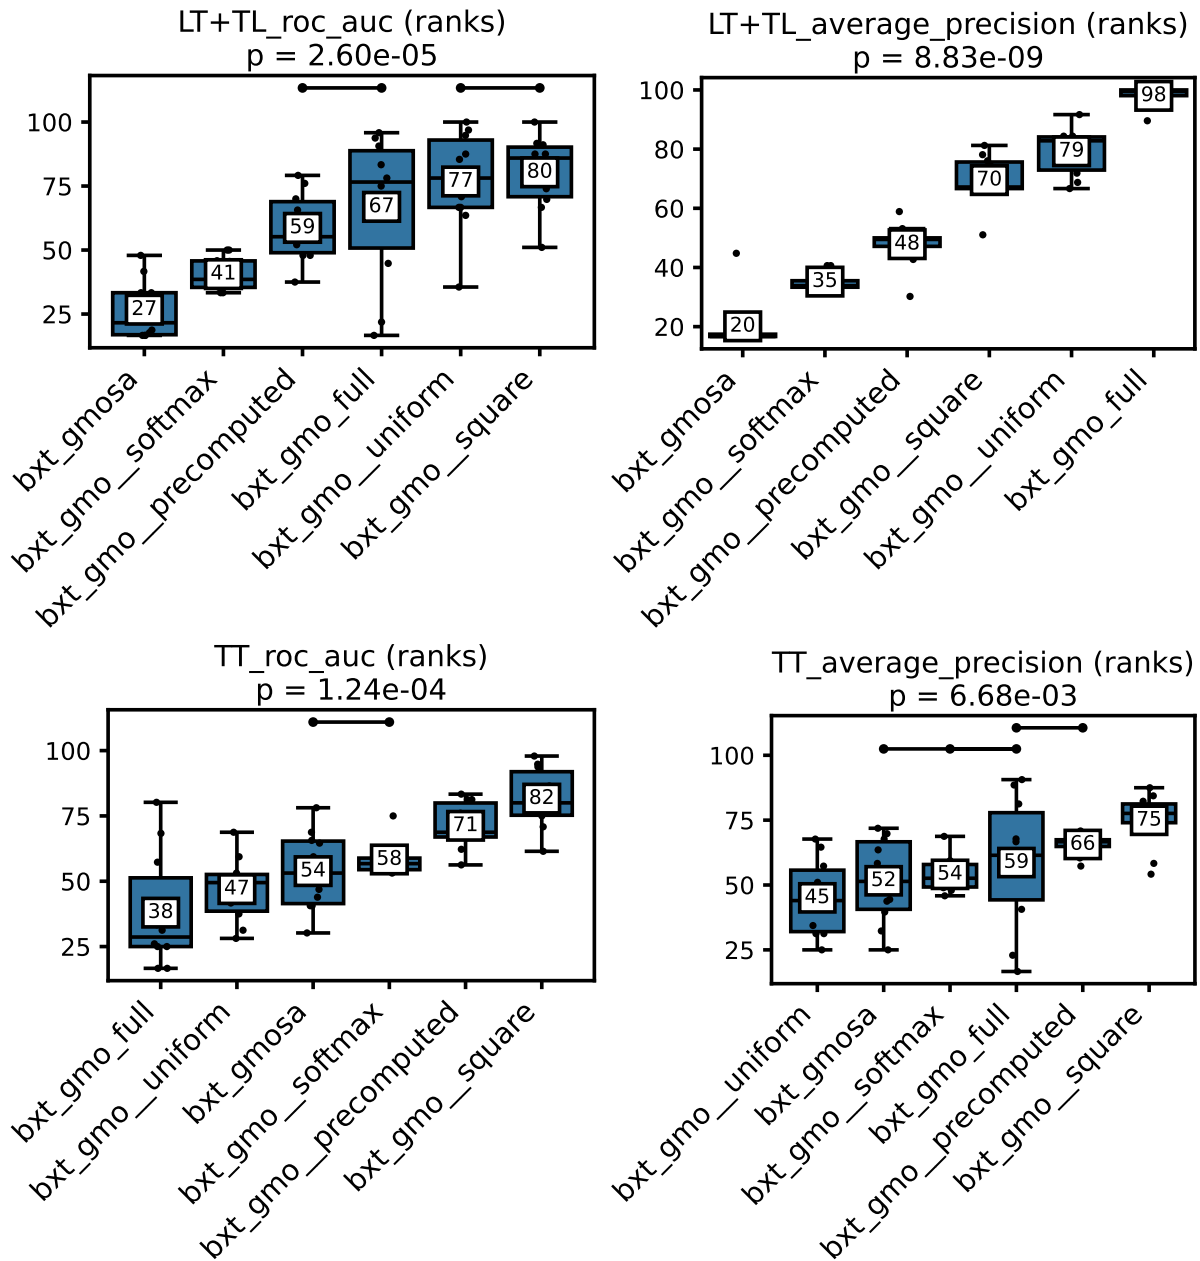 LT+TL_roc_auc (ranks)
p = 2.60e-05
100
75
50
25
27
41
59
67
77
80
bxt_gmosa
bxt_gmo__softmax
bxt_gmo__precomputed
bxt_gmo_full
bxt_gmo__uniform
bxt_gmo__square
LT+TL_average_precision (ranks)
p = 8.83e-09
100
80
60
40
20
20
35
48
70
79
98
bxt_gmosa
bxt_gmo__softmax
bxt_gmo__precomputed
bxt_gmo__square
bxt_gmo__uniform
bxt_gmo_full
TT_roc_auc (ranks)
p = 1.24e-04
100
75
50
25
38
47
54
58
71
82
bxt_gmo_full
bxt_gmo__uniform
bxt_gmosa
bxt_gmo__softmax
bxt_gmo__precomputed
bxt_gmo__square
TT_average_precision (ranks)
p = 6.68e-03
100
75
50
25
45
52
54
59
66
75
bxt_gmo__uniform
bxt_gmosa
bxt_gmo__softmax
bxt_gmo_full
bxt_gmo__precomputed
bxt_gmo__square